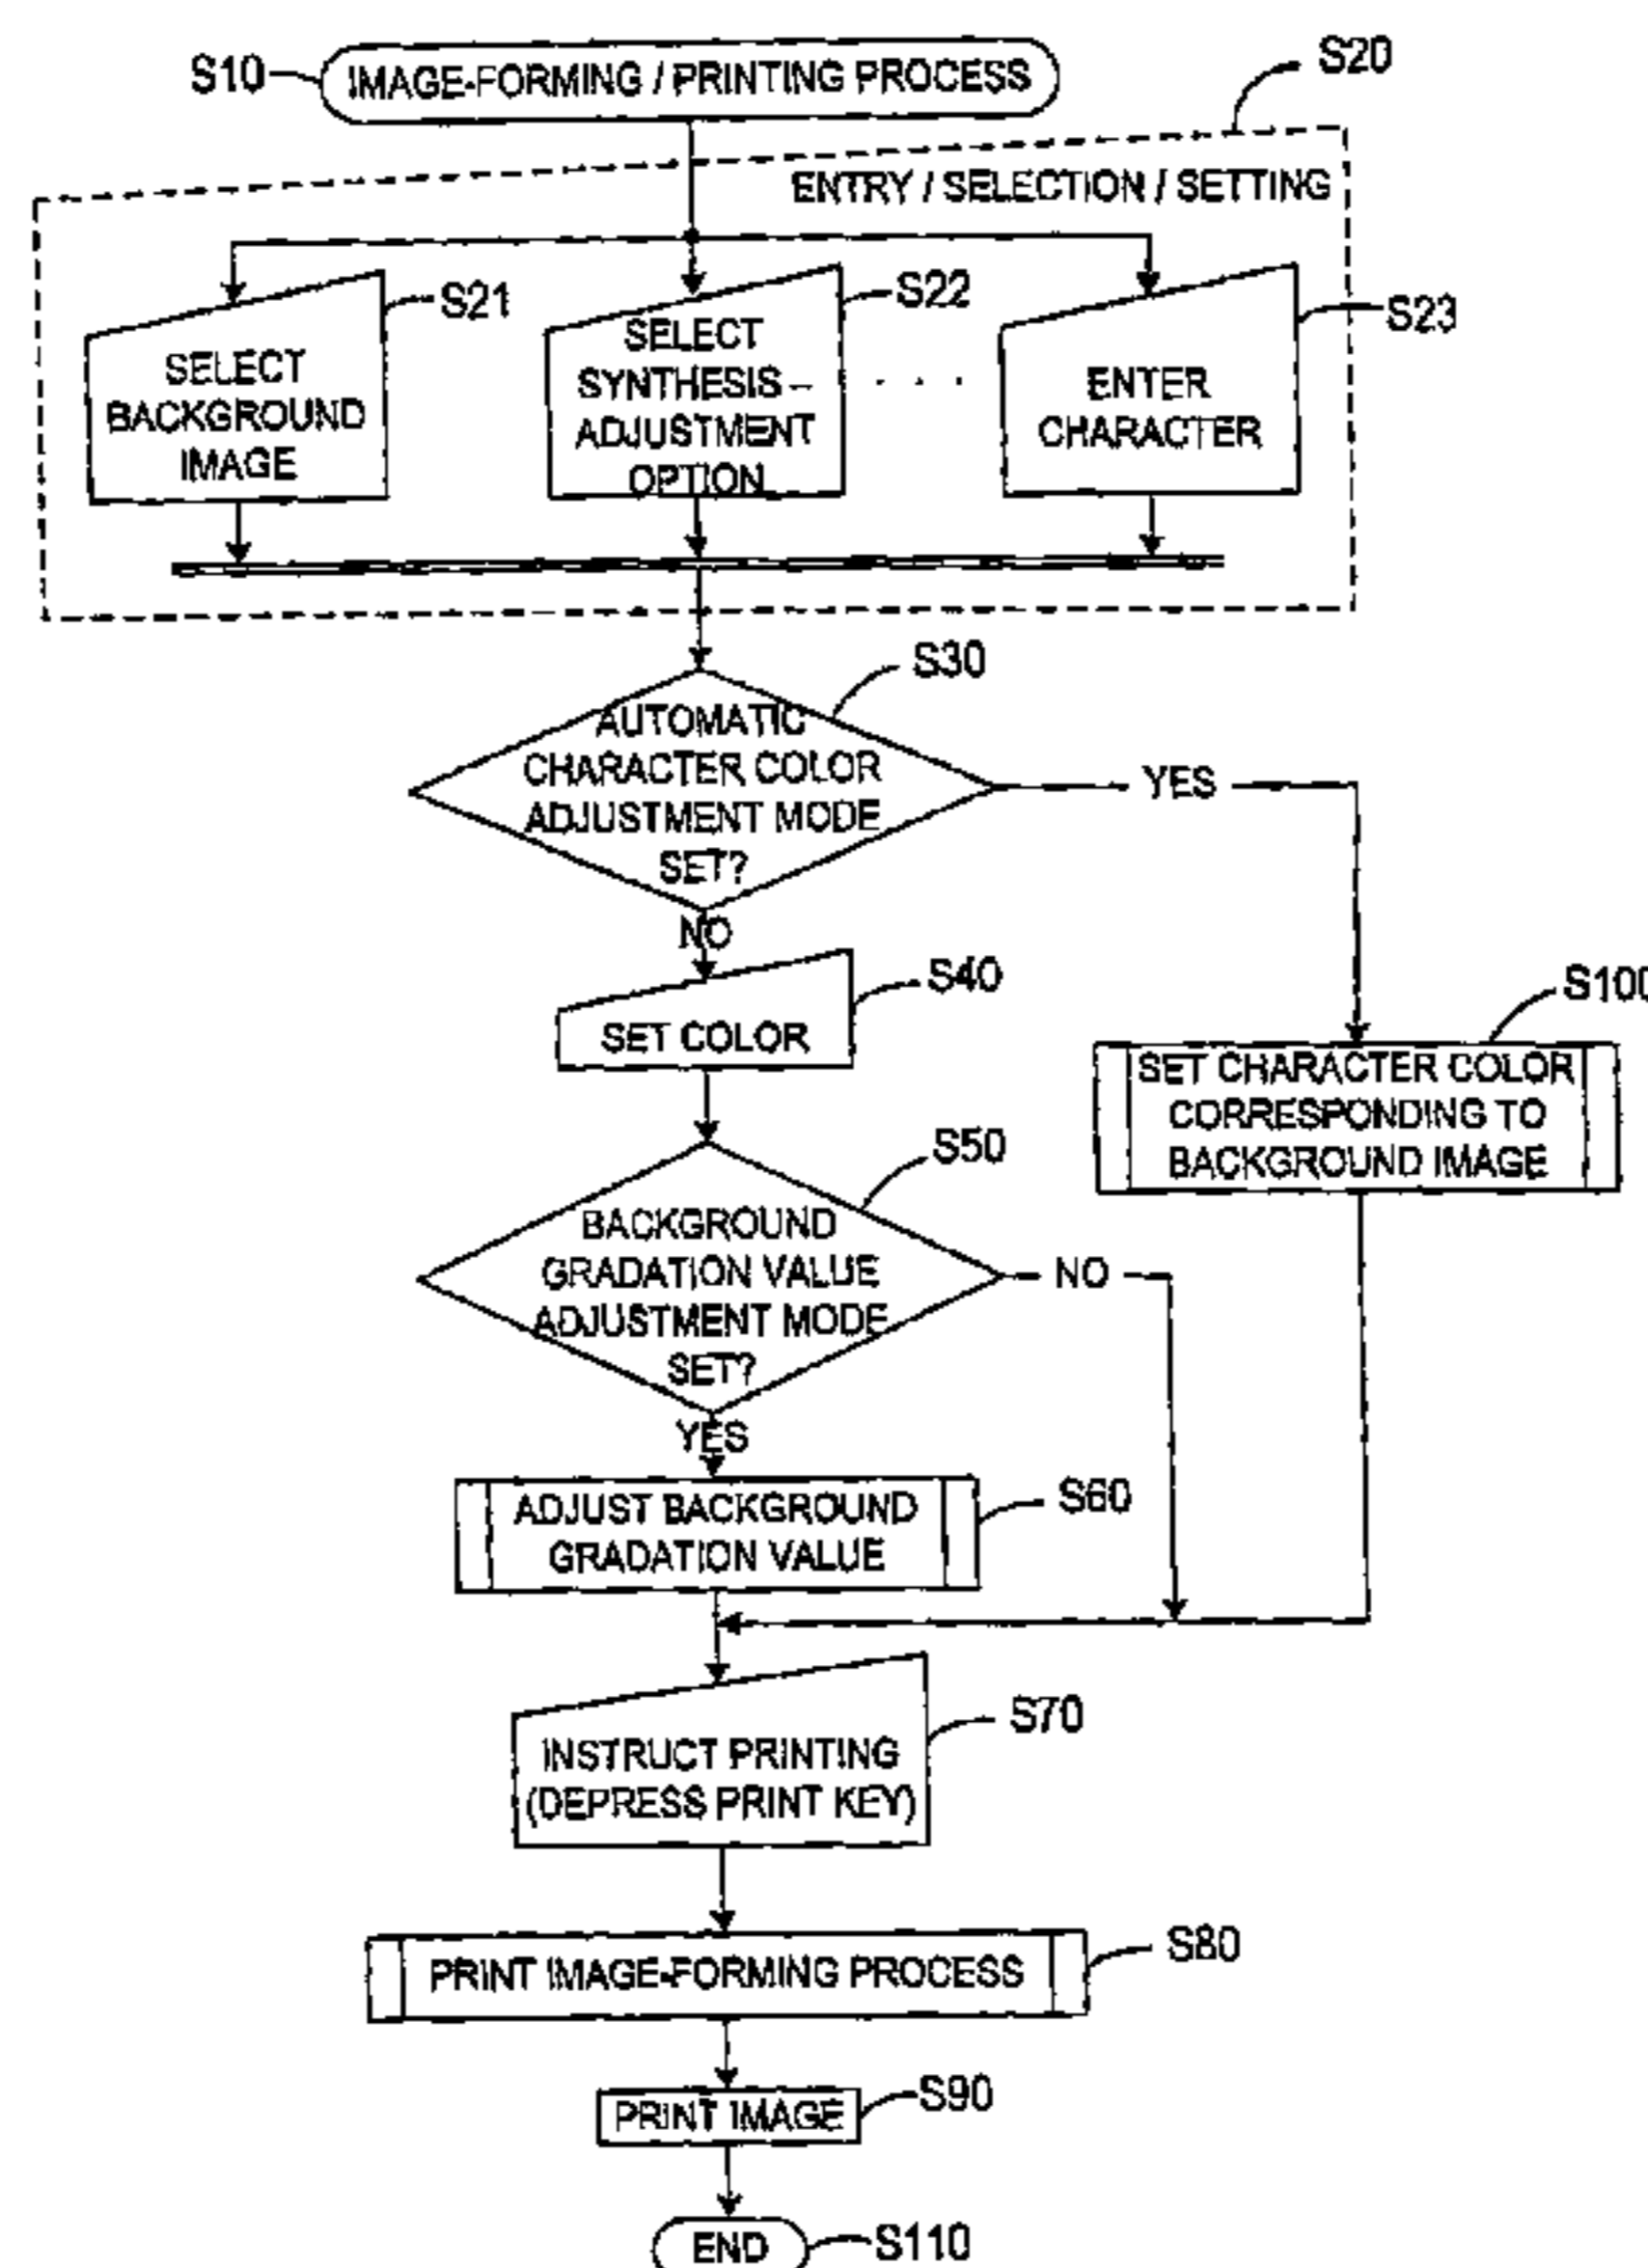 S10
IMAGE-FORMING / PRINTING PROCESS
S20
ENTRY / SELECTION / SETTING
S21
SELECT
BACKGROUND
IMAGE
S22
SELECT
SYNTHESIS
ADJUSTMENT
OPTION
S23
ENTER
CHARACTER
S30
AUTOMATIC
CHARACTER COLOR
ADJUSTMENT MODE
SET?
YES
NO
S40
SET COLOR
S100
SET CHARACTER COLOR
CORRESPONDING TO
BACKGROUND IMAGE
S50
BACKGROUND
GRADATION VALUE
ADJUSTMENT MODE
SET?
NO
YES
S60
ADJUST BACKGROUND
GRADATION VALUE
S70
INSTRUCT PRINTING
(DEPRESS PRINT KEY)
S80
PRINT IMAGE-FORMING PROCESS
S90
PRINT IMAGE
END
S110